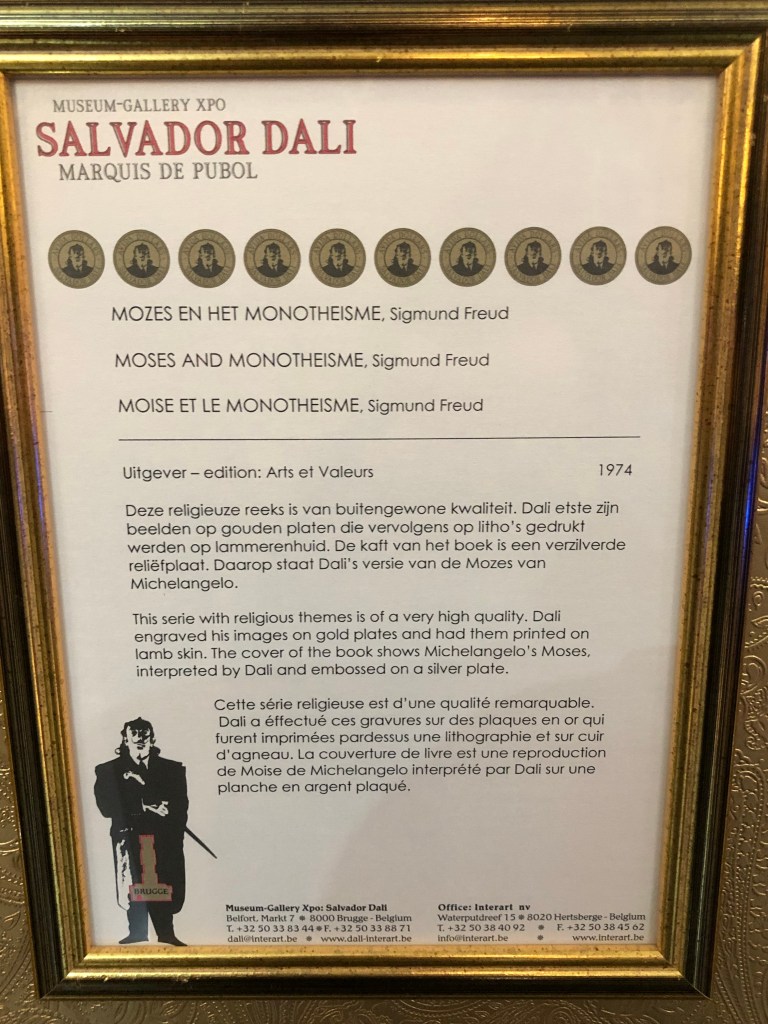 MUSEUM-GALLERY XPO
SALVADOR DALI
MARQUIS DE PUBOL
MOZES EN HET MONOTHEISME, Sigmund Freud
MOSES AND MONOTHEISME, Sigmund Freud
MOISE ET LE MONOTHEISME, Sigmund Freud
Uitgever – edition: Arts et Valeurs 1974
Deze religieuze reeks is van buitengewone kwaliteit. Dali etste zijn
beelden op gouden platen die vervolgens op litho's gedrukt
werden op lammerenhuid. De kaft van het boek is een verzilverde
reliëfplaat. Daarop staat Dali's versie van de Mozes van
Michelangelo.
This serie with religious themes is of a very high quality. Dali
engraved his images on gold plates and had them printed on
lamb skin. The cover of the book shows Michelangelo's Moses,
interpreted by Dali and embossed on a silver plate.
Cette série religieuse est d'une qualité remarquable.
Dali a éffectué ces gravures sur des plaques en or qui
furent imprimées pardessus une lithographie et sur cuir
d'agneau. La couverture de livre est une reproduction
de Moise de Michelangelo interprété par Dali sur une
planche en argent plaqué.
BRUGGE
Museum-Gallery Xpo: Salvador Dali
Belfort, Markt 7 * 8000 Brugge - Belgium
T. +32 50 33 83 44 * F. +32 50 33 88 71
dali@interart.be * www.dali-interart.be
Office: Interart nv
Waterputdreef 15 * 8020 Hertsberge - Belgium
T. +32 50 38 40 92 * F. +32 50 38 45 62
info@interart.be * www.interart.be